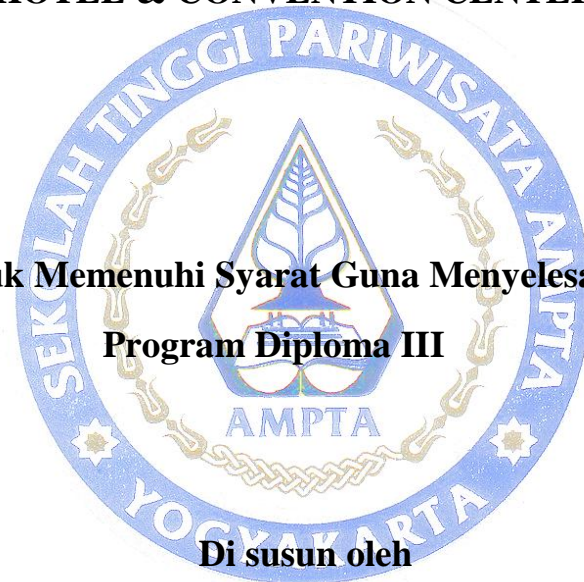 HOTEL & CONVENTION CENTER
SEKOLAH TINGGI PARIWISATA AMPTA
uk Memenuhi Syarat Guna Menyelesa
Program Diploma III
AMPTA
YOGYAKARTA
Di susun oleh